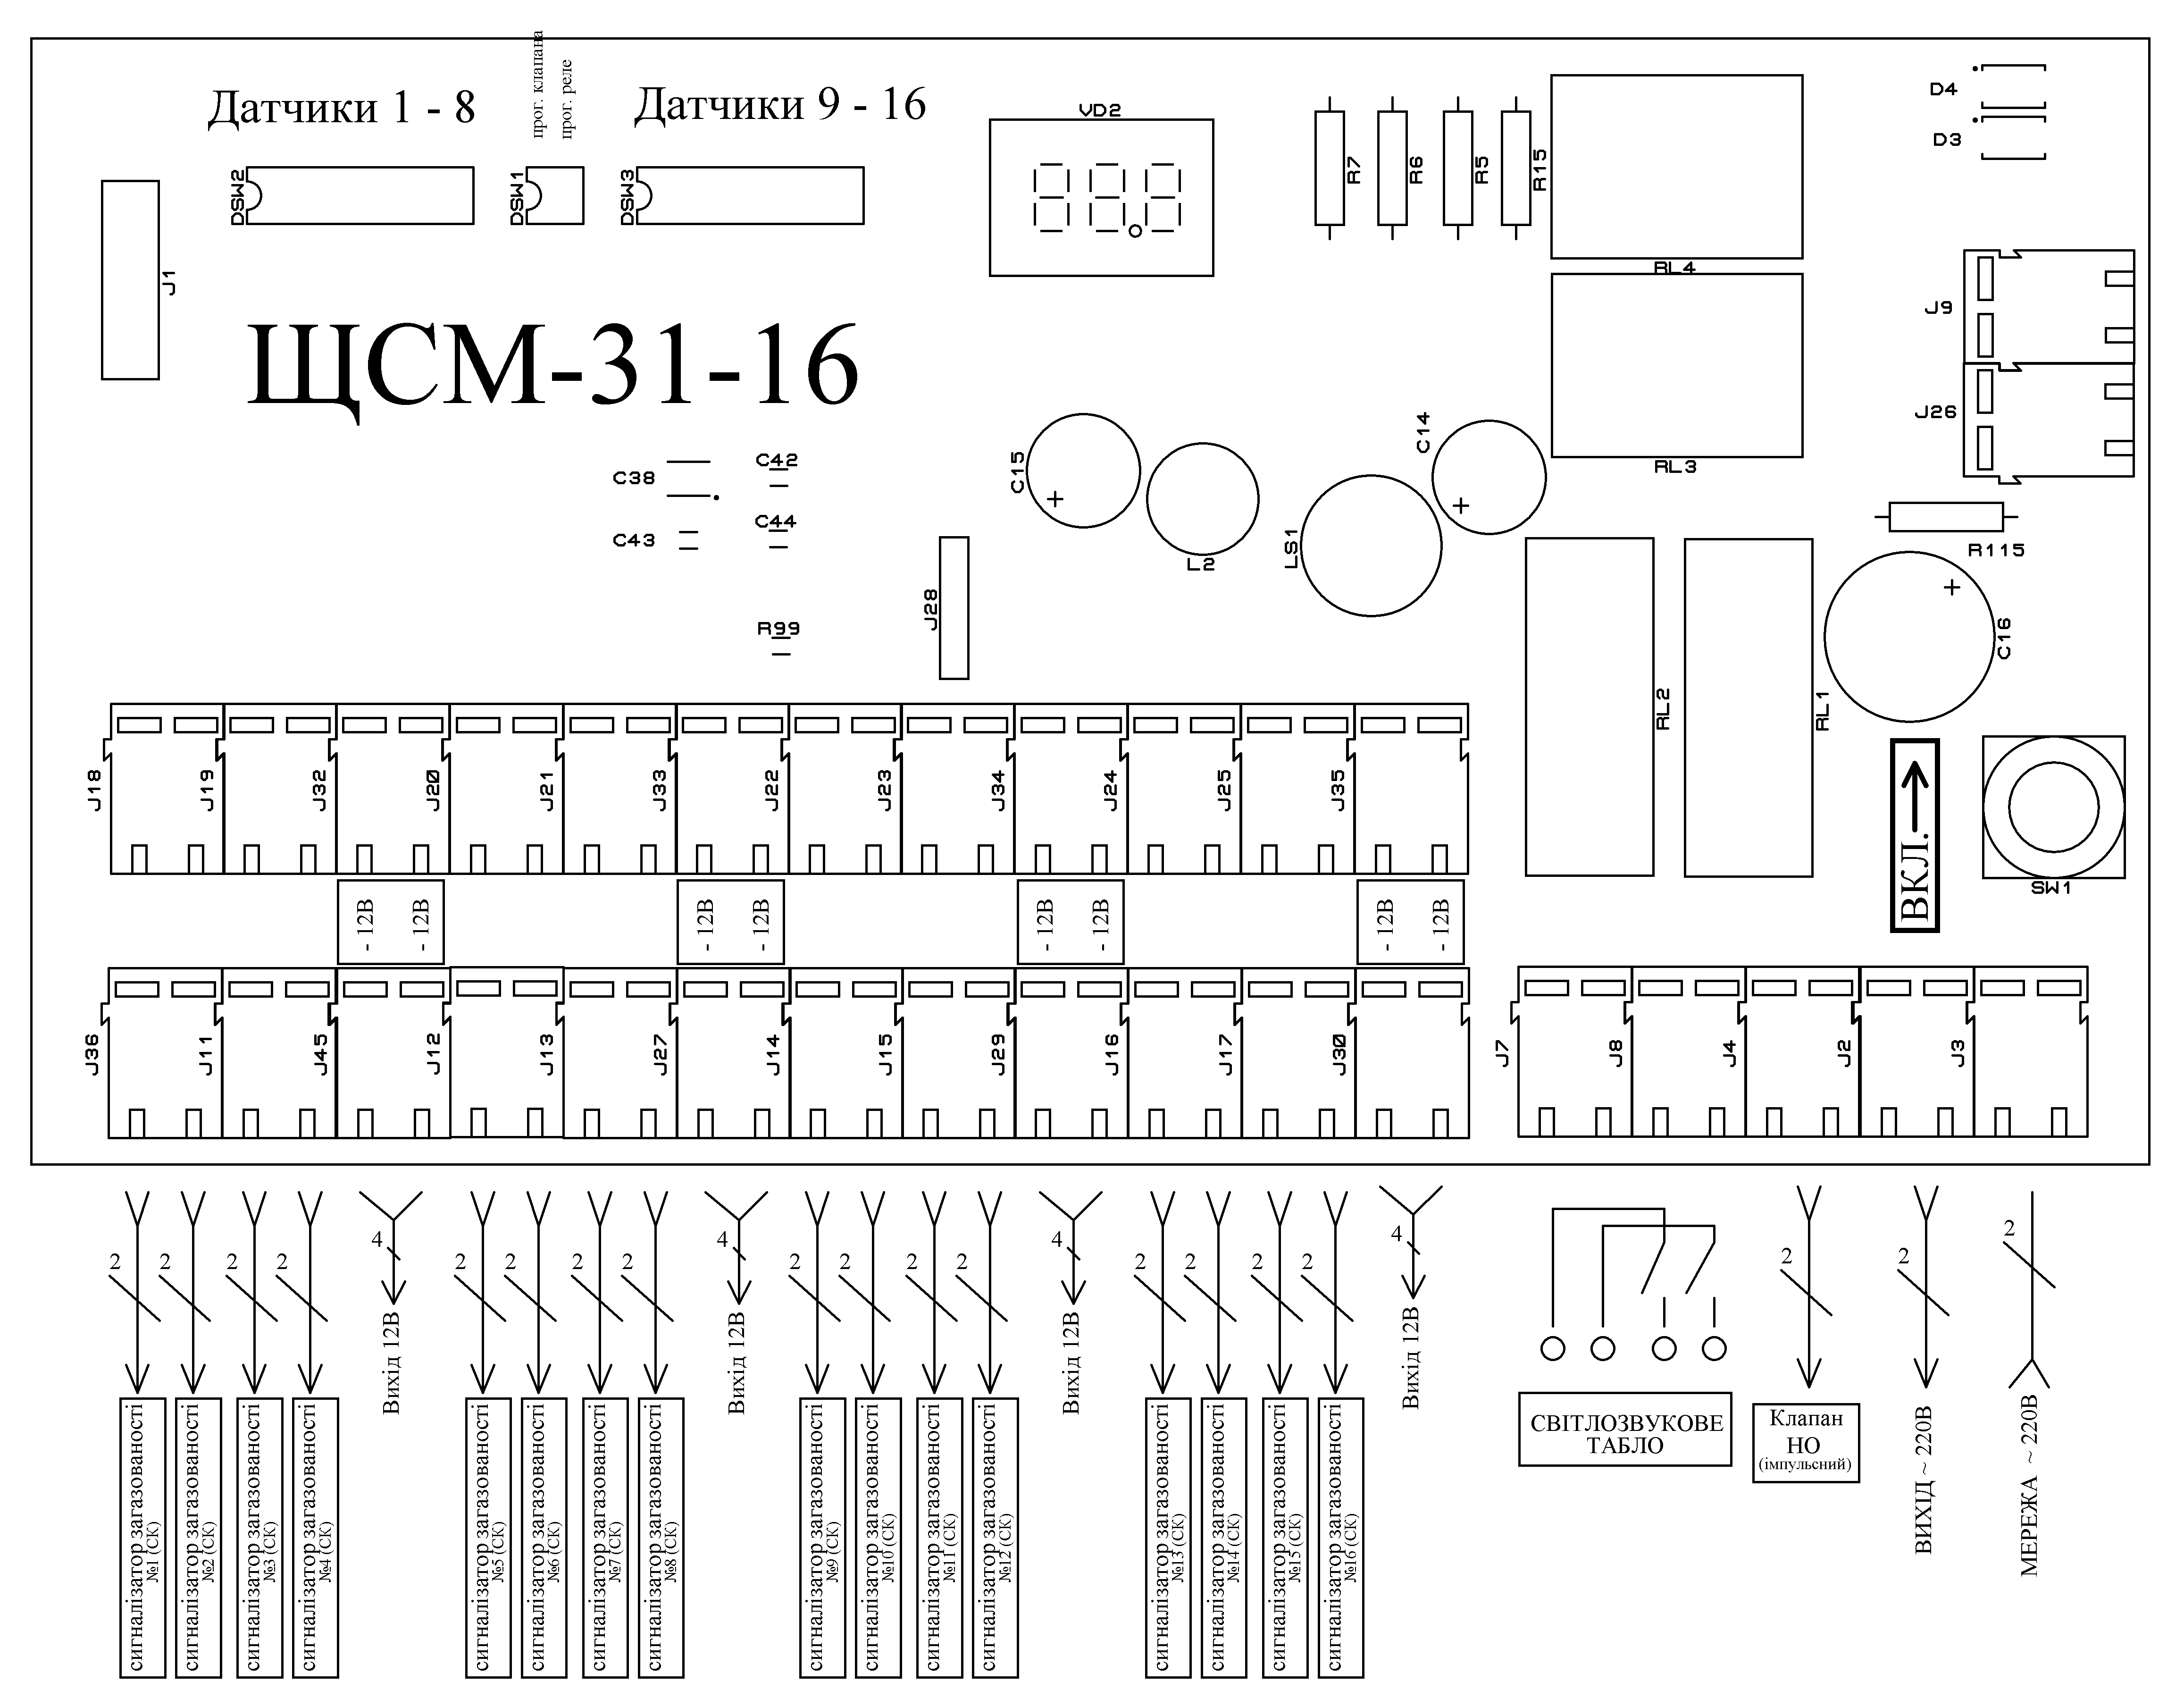 прог. клапана
прог. реле
Датчики 1 - 8
Датчики 9 - 16
VD2
D4
D3
DSW2
DSW1
DSW3
R7
R6
R5
R15
J1
RL4
J9
ЩСМ-31-16
J26
C14
C15
C38
C42
RL3
C44
C43
L2
LS1
R115
J28
R99
C16
RL2
RL1
J18
J19
J32
J20
J21
J33
J22
J23
J34
J24
J25
J35
ВКЛ.
SW1
- 12В
- 12В
- 12В
- 12В
- 12В
- 12В
- 12В
- 12В
J36
J11
J45
J12
J13
J27
J14
J15
J29
J16
J17
J30
J7
J8
J4
J2
J3
2
2
2
2
4
2
2
2
2
4
2
2
2
2
4
2
2
2
2
4
2
2
2
Вихід 12В
Вихід 12В
Вихід 12В
Вихід 12В
сигналізатор загазованості
№1 (СК)
сигналізатор загазованості
№2 (СК)
сигналізатор загазованості
№3 (СК)
сигналізатор загазованості
№4 (СК)
сигналізатор загазованості
№5 (СК)
сигналізатор загазованості
№6 (СК)
сигналізатор загазованості
№7 (СК)
сигналізатор загазованості
№8 (СК)
сигналізатор загазованості
№9 (СК)
сигналізатор загазованості
№10 (СК)
сигналізатор загазованості
№11 (СК)
сигналізатор загазованості
№12 (СК)
сигналізатор загазованості
№13 (СК)
сигналізатор загазованості
№14 (СК)
сигналізатор загазованості
№15 (СК)
сигналізатор загазованості
№16 (СК)
СВІТЛОЗВУКОВЕ
ТАБЛО
Клапан
НО
(імпульсний)
ВИХІД ~ 220В
МЕРЕЖА ~ 220В